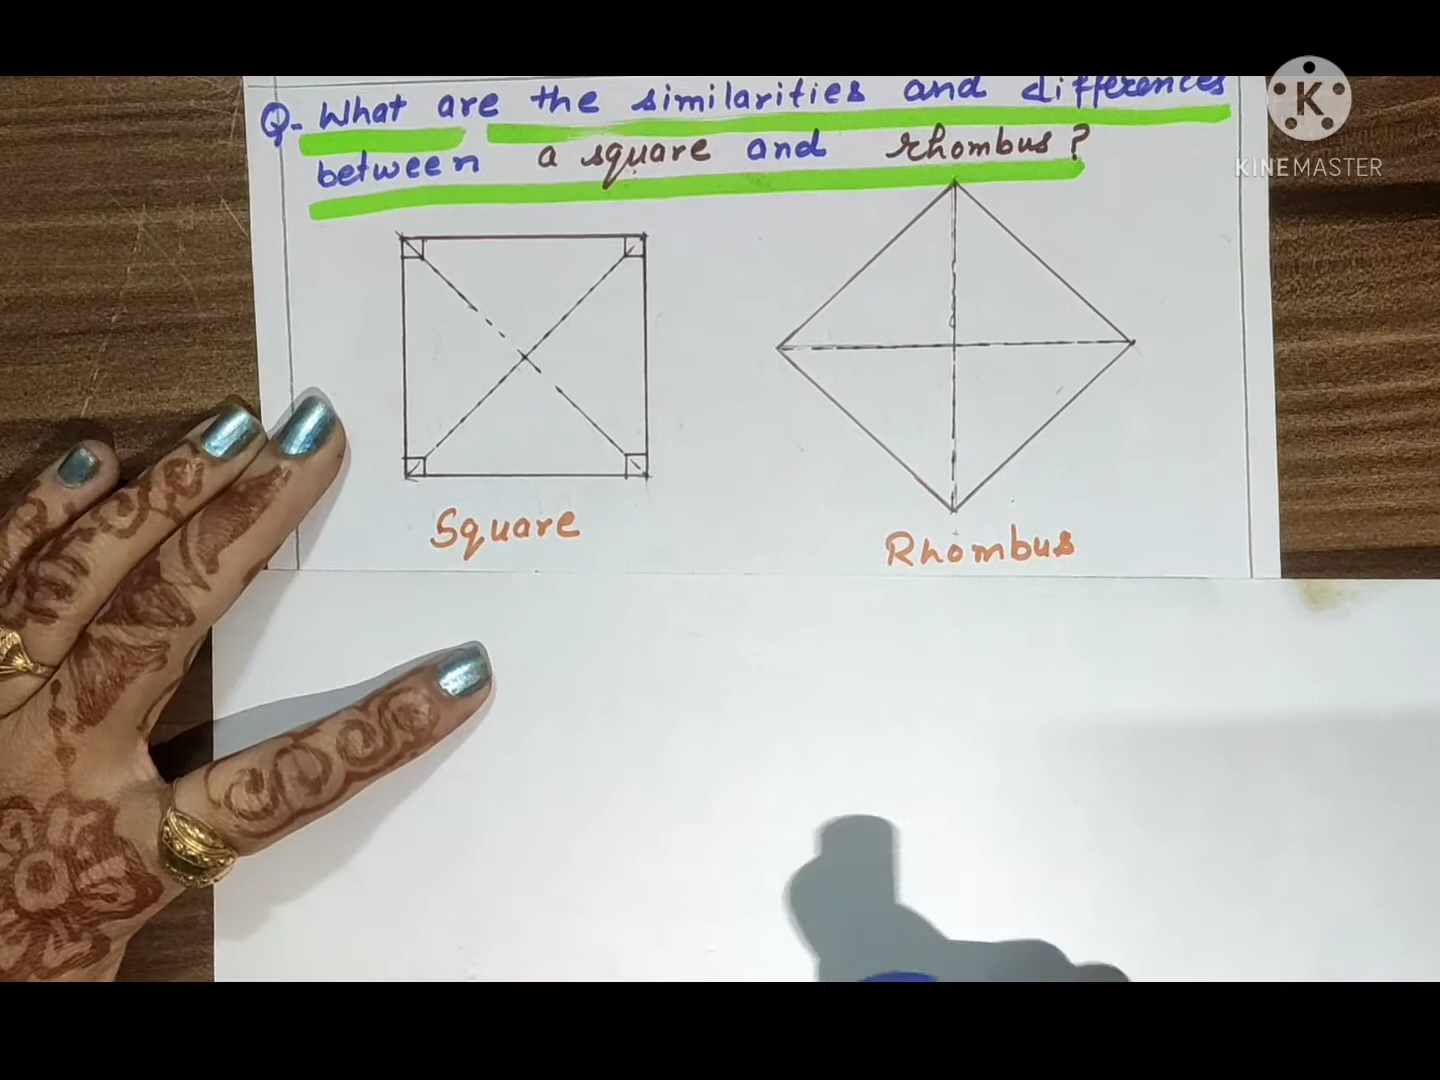 Q- What are the similarities and differences
between a square and rhombus?
K
KINEMASTER
Square
Rhombus